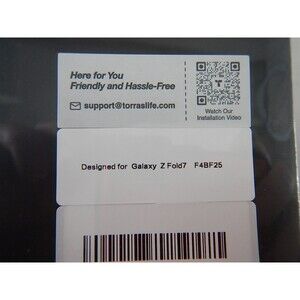 Here for You
Friendly and Hassle-Free
support@torraslife.com
Watch Our
Installation Video
Designed for Galaxy Z Fold7 F4BF25